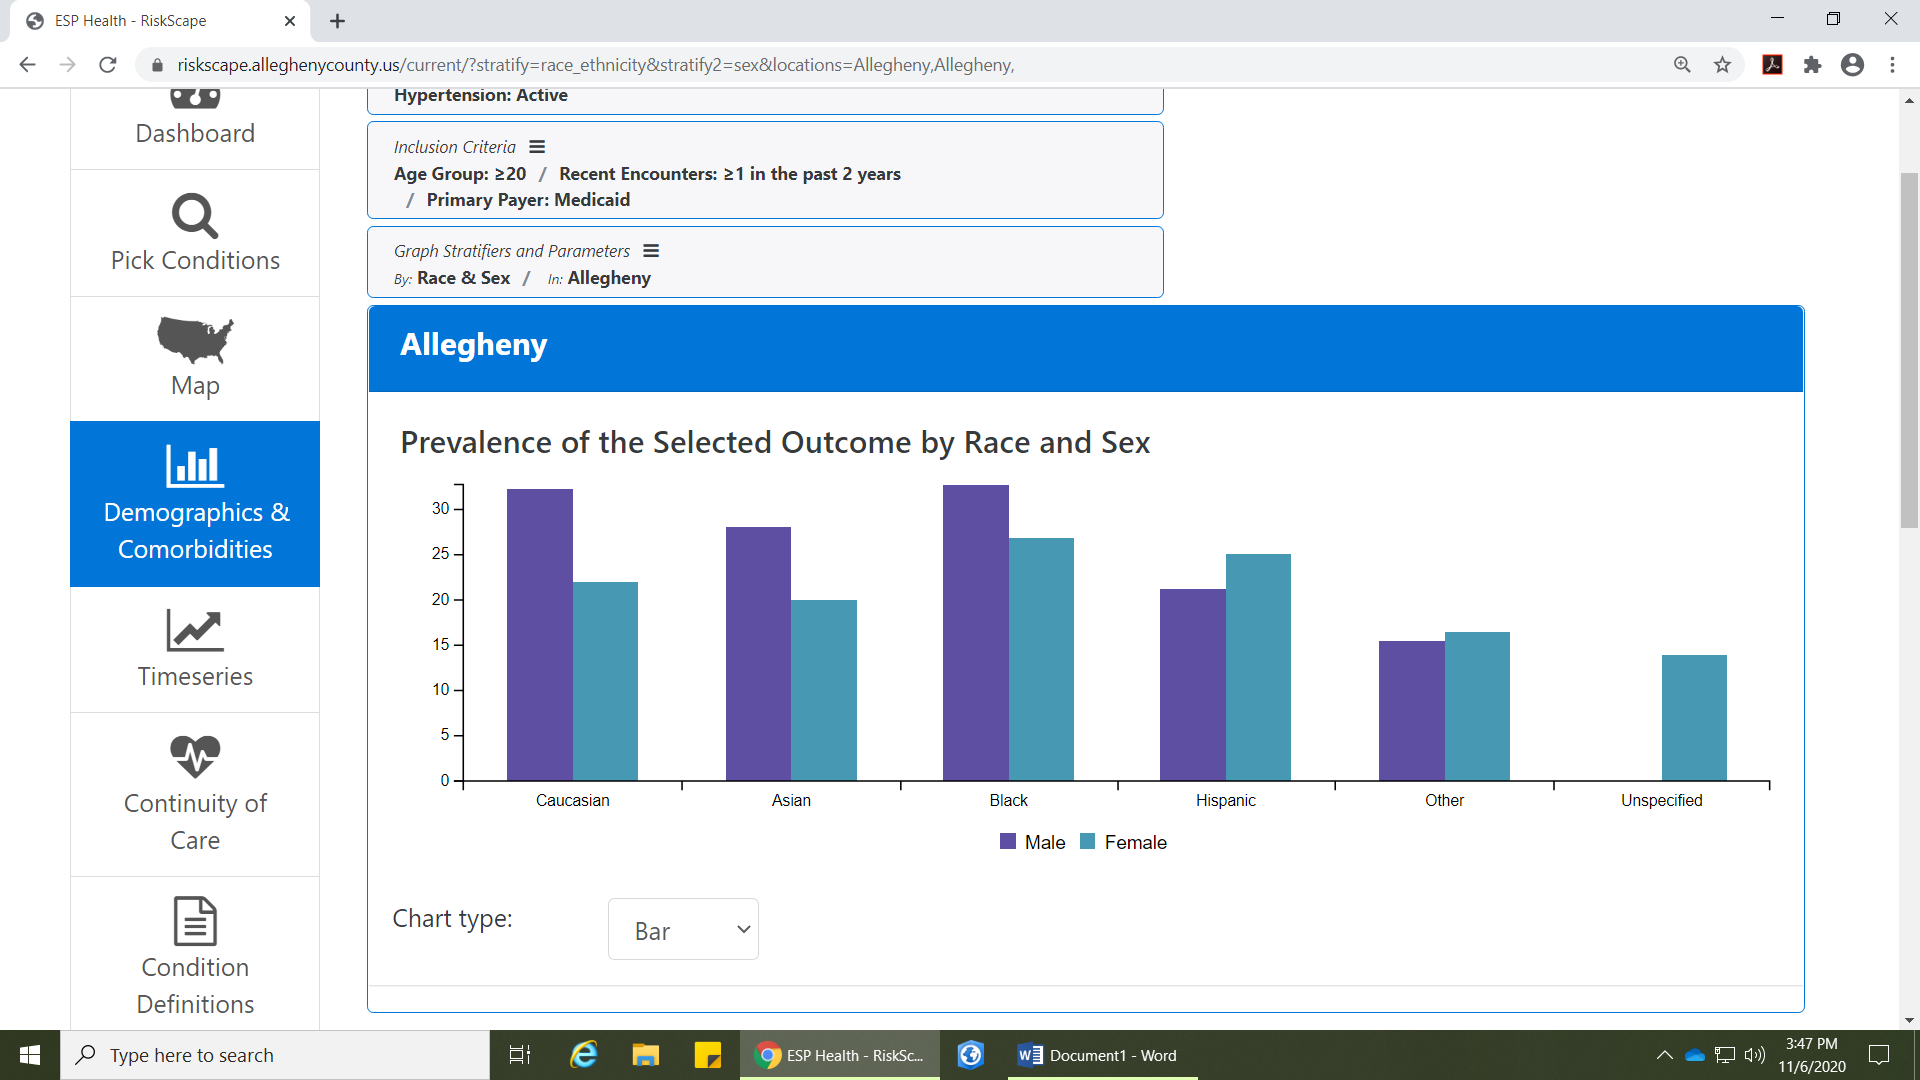 ESP Health - RiskScape
riskscape.alleghenycounty.us/current/?stratify=race_ethnicity&stratify2=sex&locations=Allegheny,Allegheny,
Dashboard
Pick Conditions
Map
Demographics &
Comorbidities
Timeseries
Continuity of
Care
Condition
Definitions
Hypertension: Active
Inclusion Criteria
Age Group: ≥20 / Recent Encounters: ≥1 in the past 2 years
/ Primary Payer: Medicaid
Graph Stratifiers and Parameters
By: Race & Sex / In: Allegheny
Allegheny
Prevalence of the Selected Outcome by Race and Sex
30
25
20
15
10
5
0
Caucasian Asian Black Hispanic Other Unspecified
Male Female
Chart type: Bar
Type here to search
ESP Health - RiskSc...
Document1 - Word
3:47 PM
11/6/2020